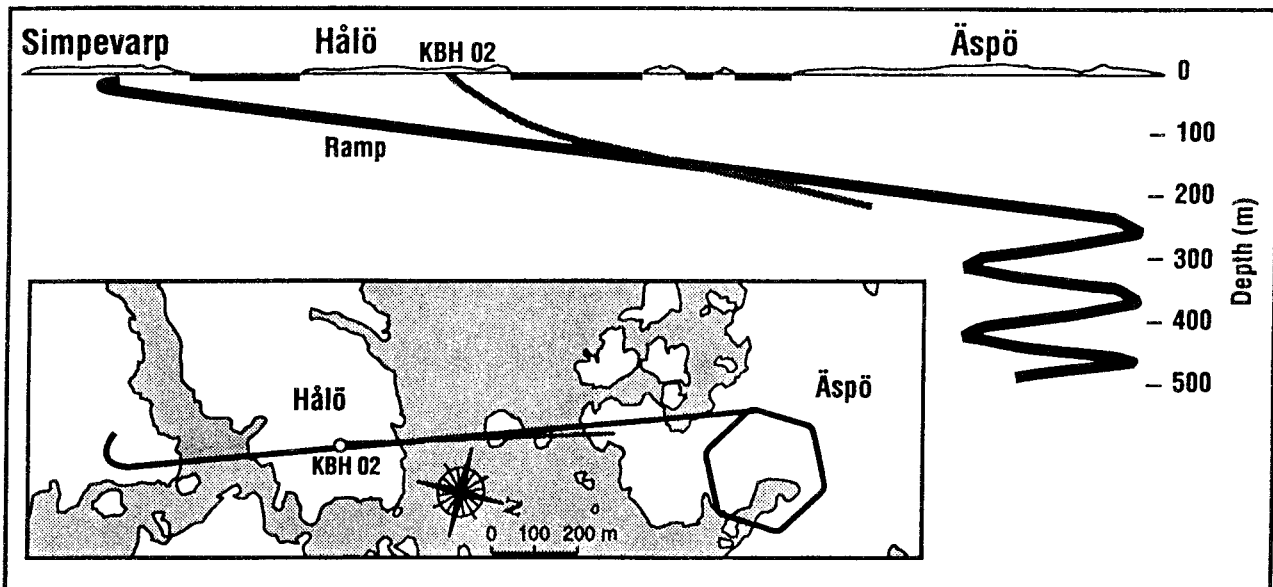 Simpevarp Hålö Äspö
KBH 02
0
Ramp
100
200
300
400
500
Depth (m)
Hålö Äspö
KBH 02
N
0 100 200 m